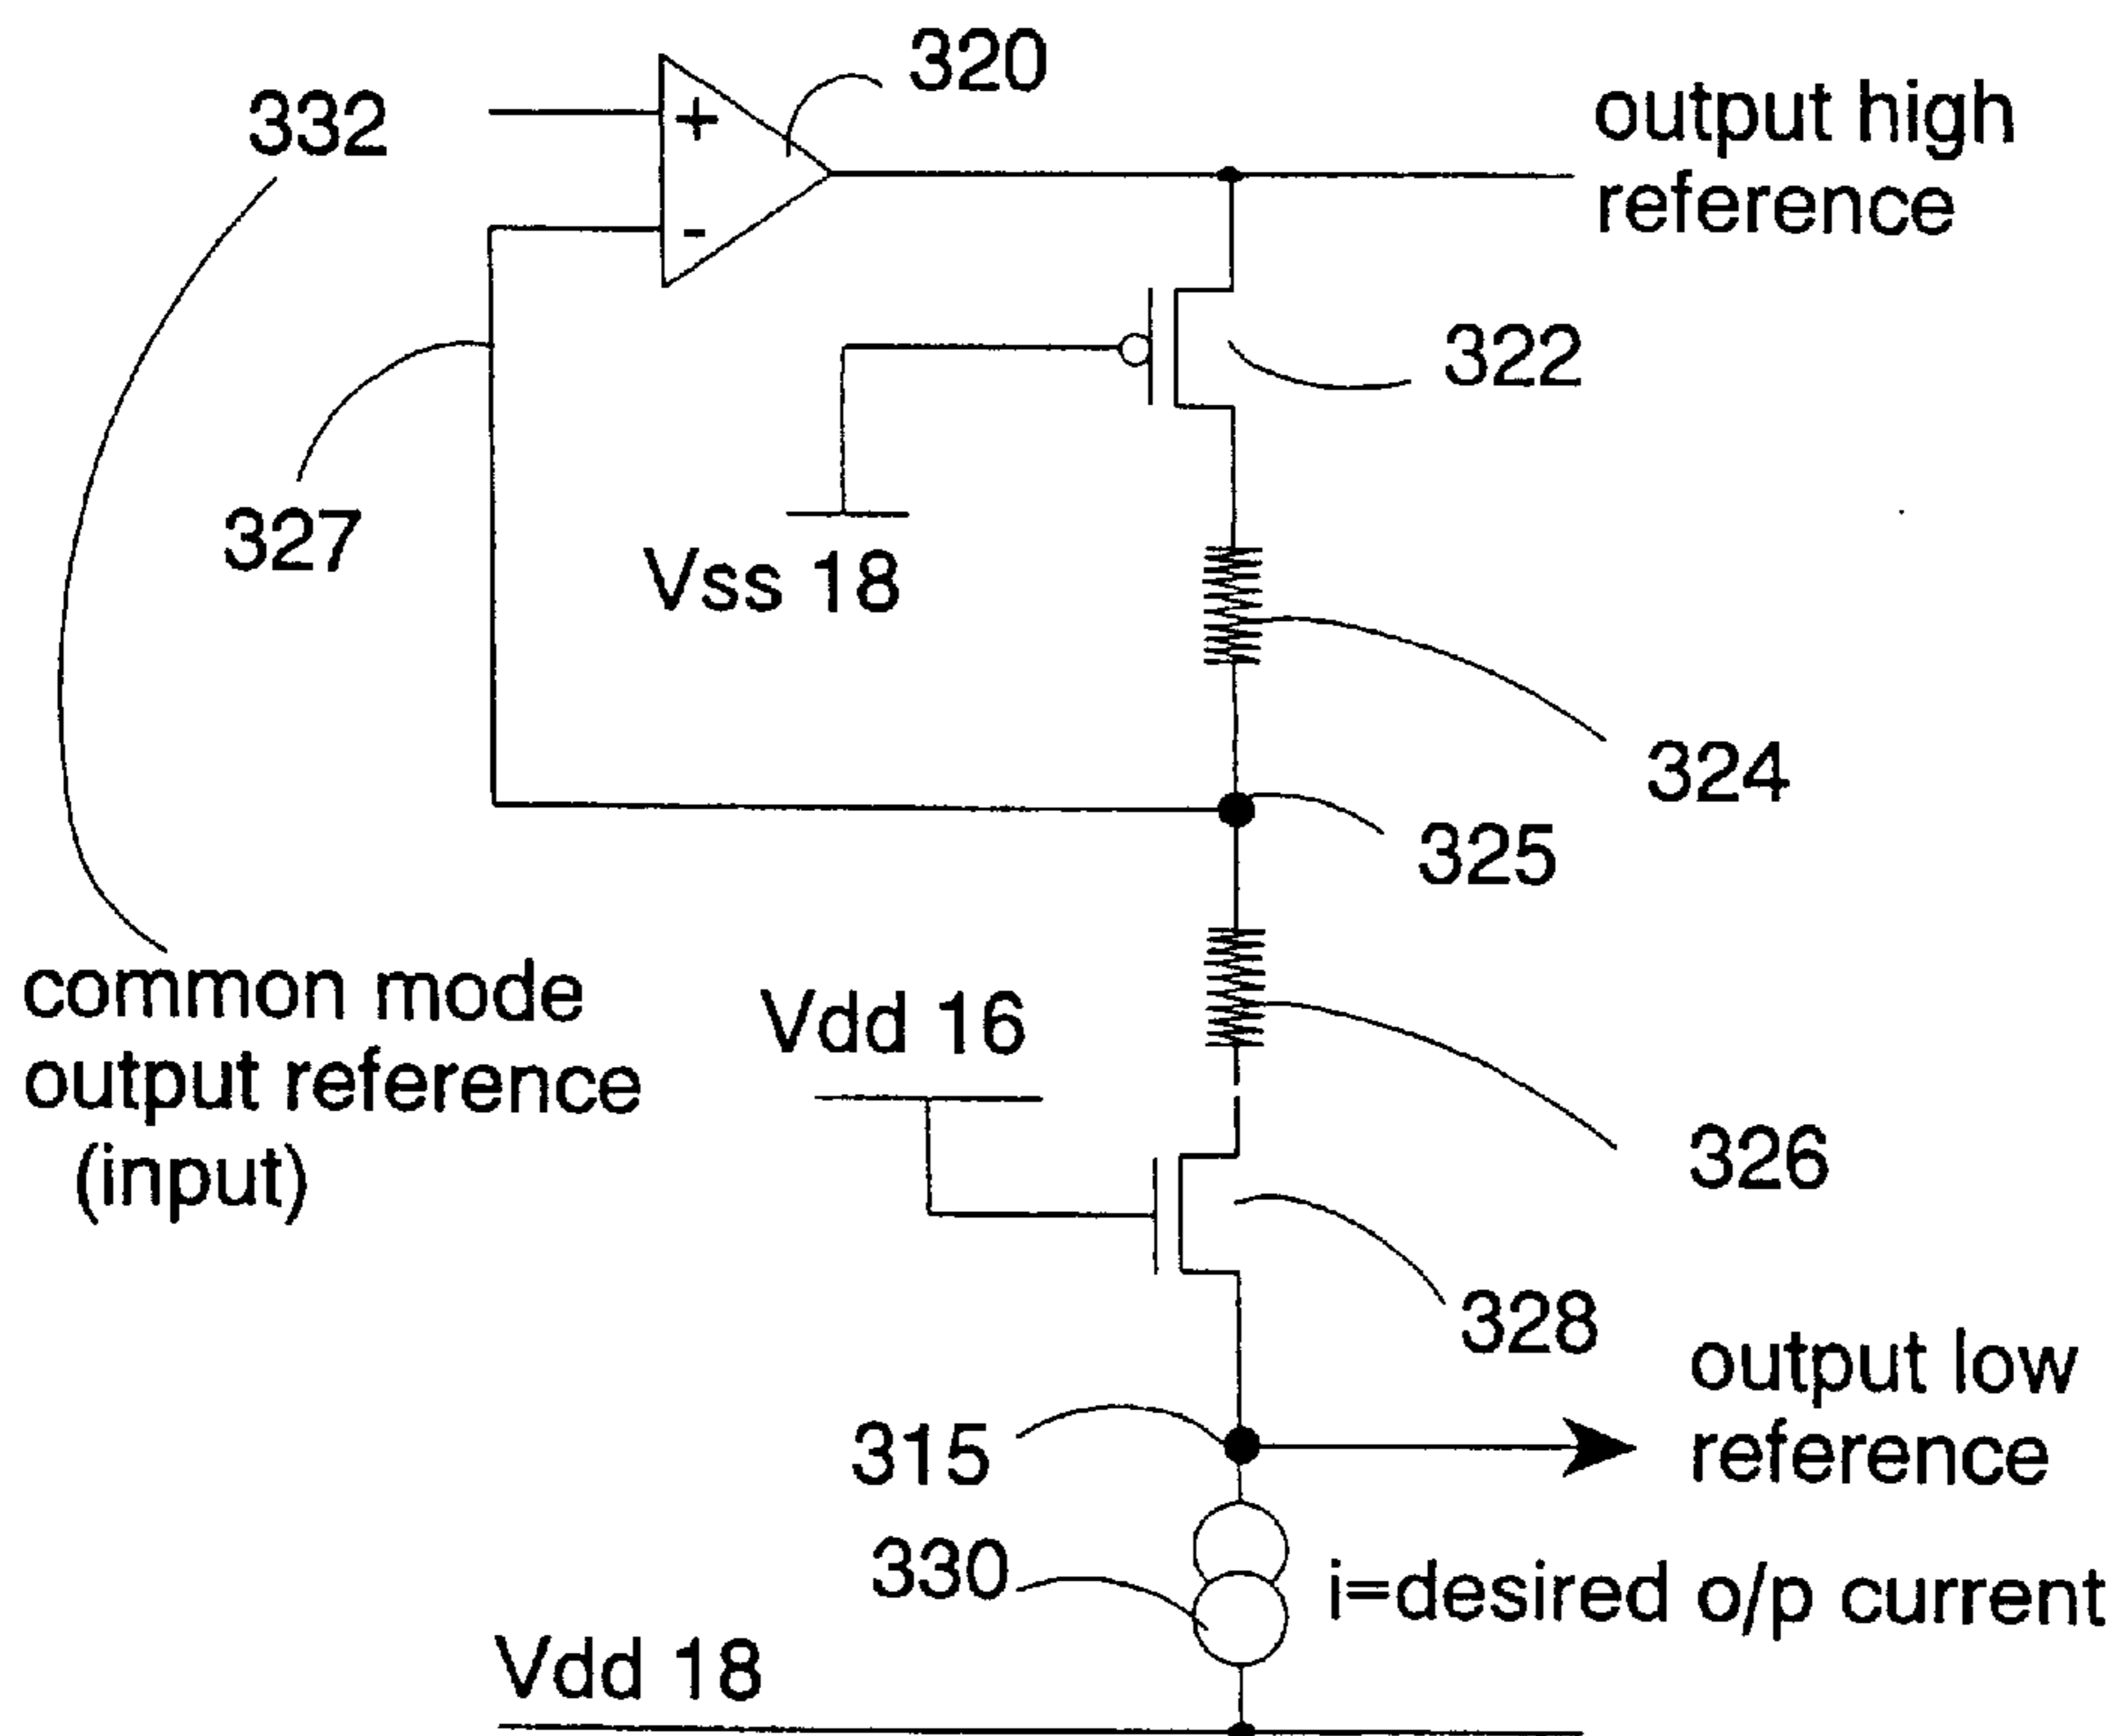 320
332
+
output high
reference
-
322
327
Vss 18
324
325
common mode
output reference
(input)
Vdd 16
326
328
output low
reference
315
330
i=desired o/p current
Vdd 18